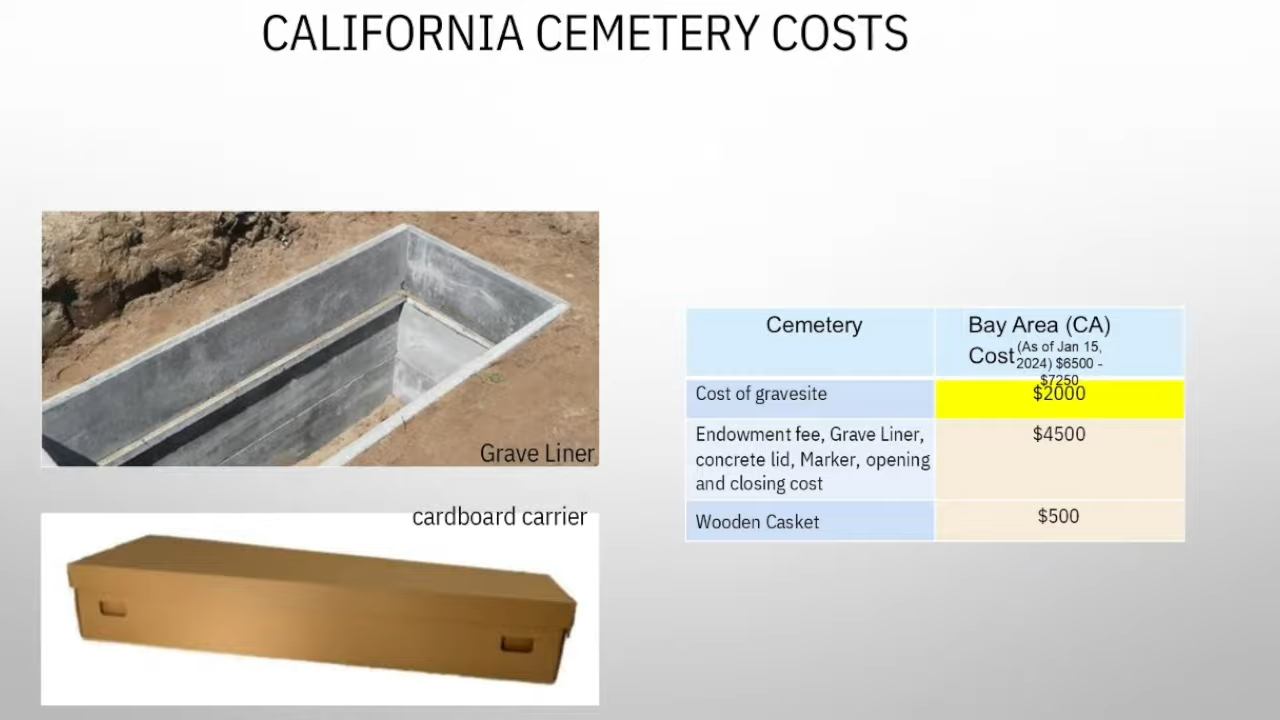 CALIFORNIA CEMETERY COSTS
Grave Liner
cardboard carrier
Cemetery
Bay Area (CA)
Cost (As of Jan 15,
2024) $6500 -
$7250
Cost of gravesite
$2000
Endowment fee, Grave Liner,
concrete lid, Marker, opening
and closing cost
$4500
Wooden Casket
$500